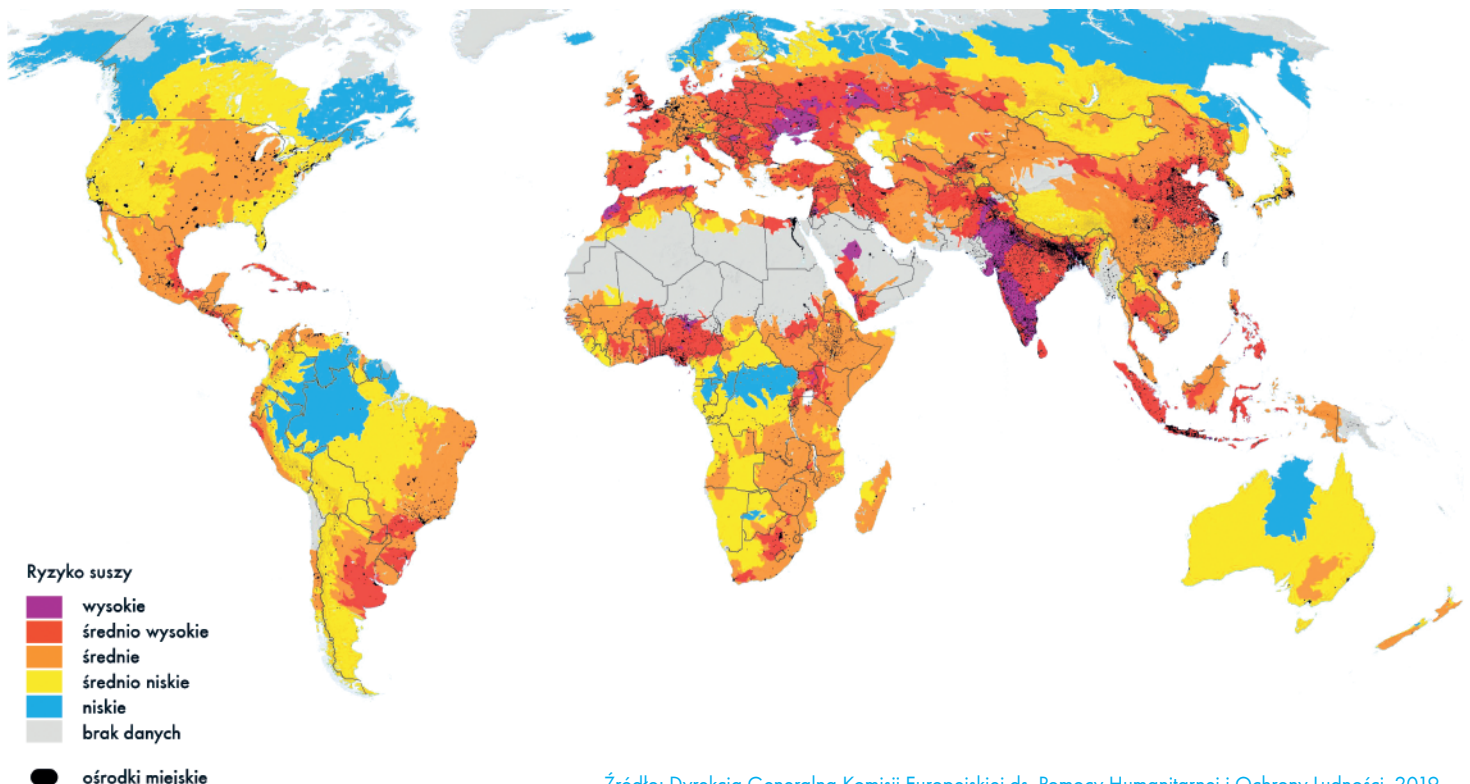 Ryzyko suszy
wysokie
średnio wysokie
średnie
średnio niskie
niskie
brak danych
ośrodki miejskie
Źródło: Dyrekcja Generalna Komisji Europejskiej ds. Pomocy Humanitarnej i Ochrony Ludności, 2019